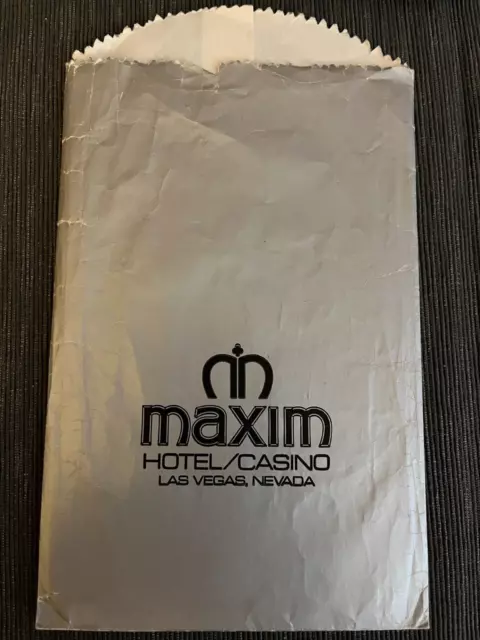 maxim
HOTEL/CASINO
LAS VEGAS, NEVADA